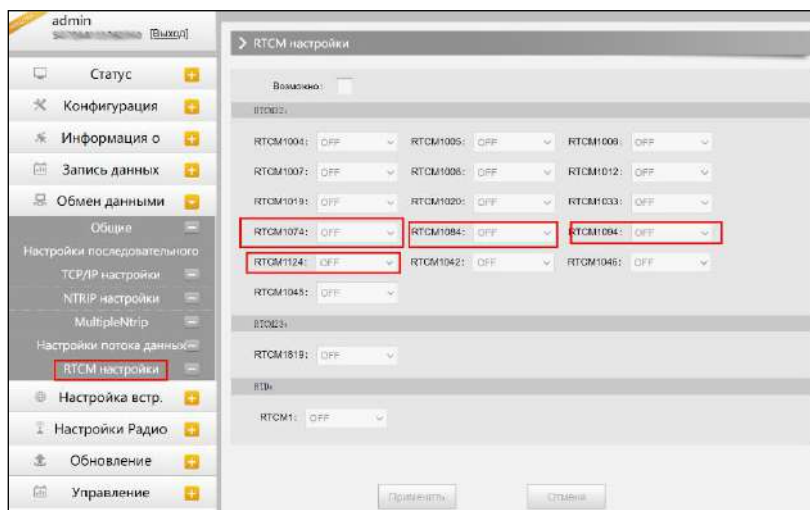 admin
[Выход]
RTCM настройки
Статус
Возможно:
Конфигурация
RTCM32:
Информация о
RTCM1004: OFF RTCM1005: OFF RTCM1006: OFF
Запись данных
RTCM1007: OFF RTCM1008: OFF RTCM1012: OFF
Обмен данными
RTCM1019: OFF RTCM1020: OFF RTCM1033: OFF
Общие
RTCM1074: OFF RTCM1084: OFF RTCM1094: OFF
Настройки последовательного
RTCM1124: OFF RTCM1042: OFF RTCM1046: OFF
TCP/IP настройки
NTRIP настройки
RTCM1045: OFF
MultipleNtrip
RTCM23:
Настройки потока данных
RTCM1819: OFF
RTCM настройки
RTD:
Настройка встр.
RTCM1: OFF
Настройки Радио
Обновление
Управление
Применить Отмена